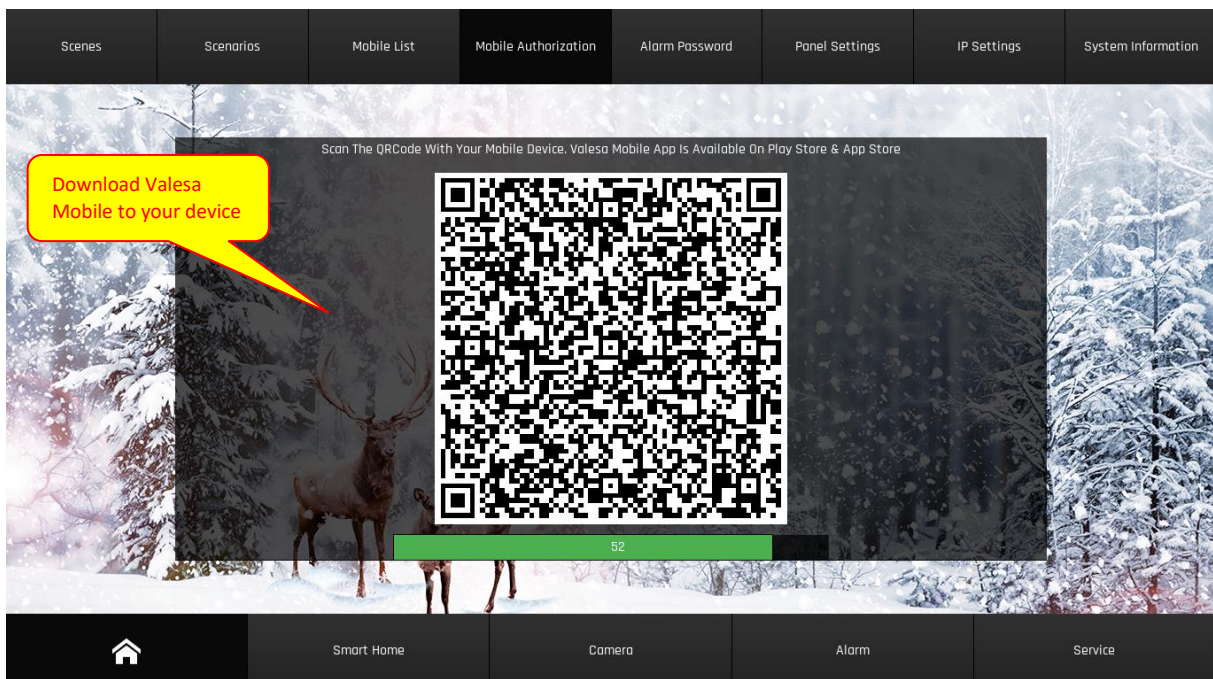 Scenes
Scenarios
Mobile List
Mobile Authorization
Alarm Password
Panel Settings
IP Settings
System Information
Scan The QRCode With Your Mobile Device. Valesa Mobile App Is Available On Play Store & App Store
Download Valesa
Mobile to your device
52
Smart Home
Camera
Alarm
Service